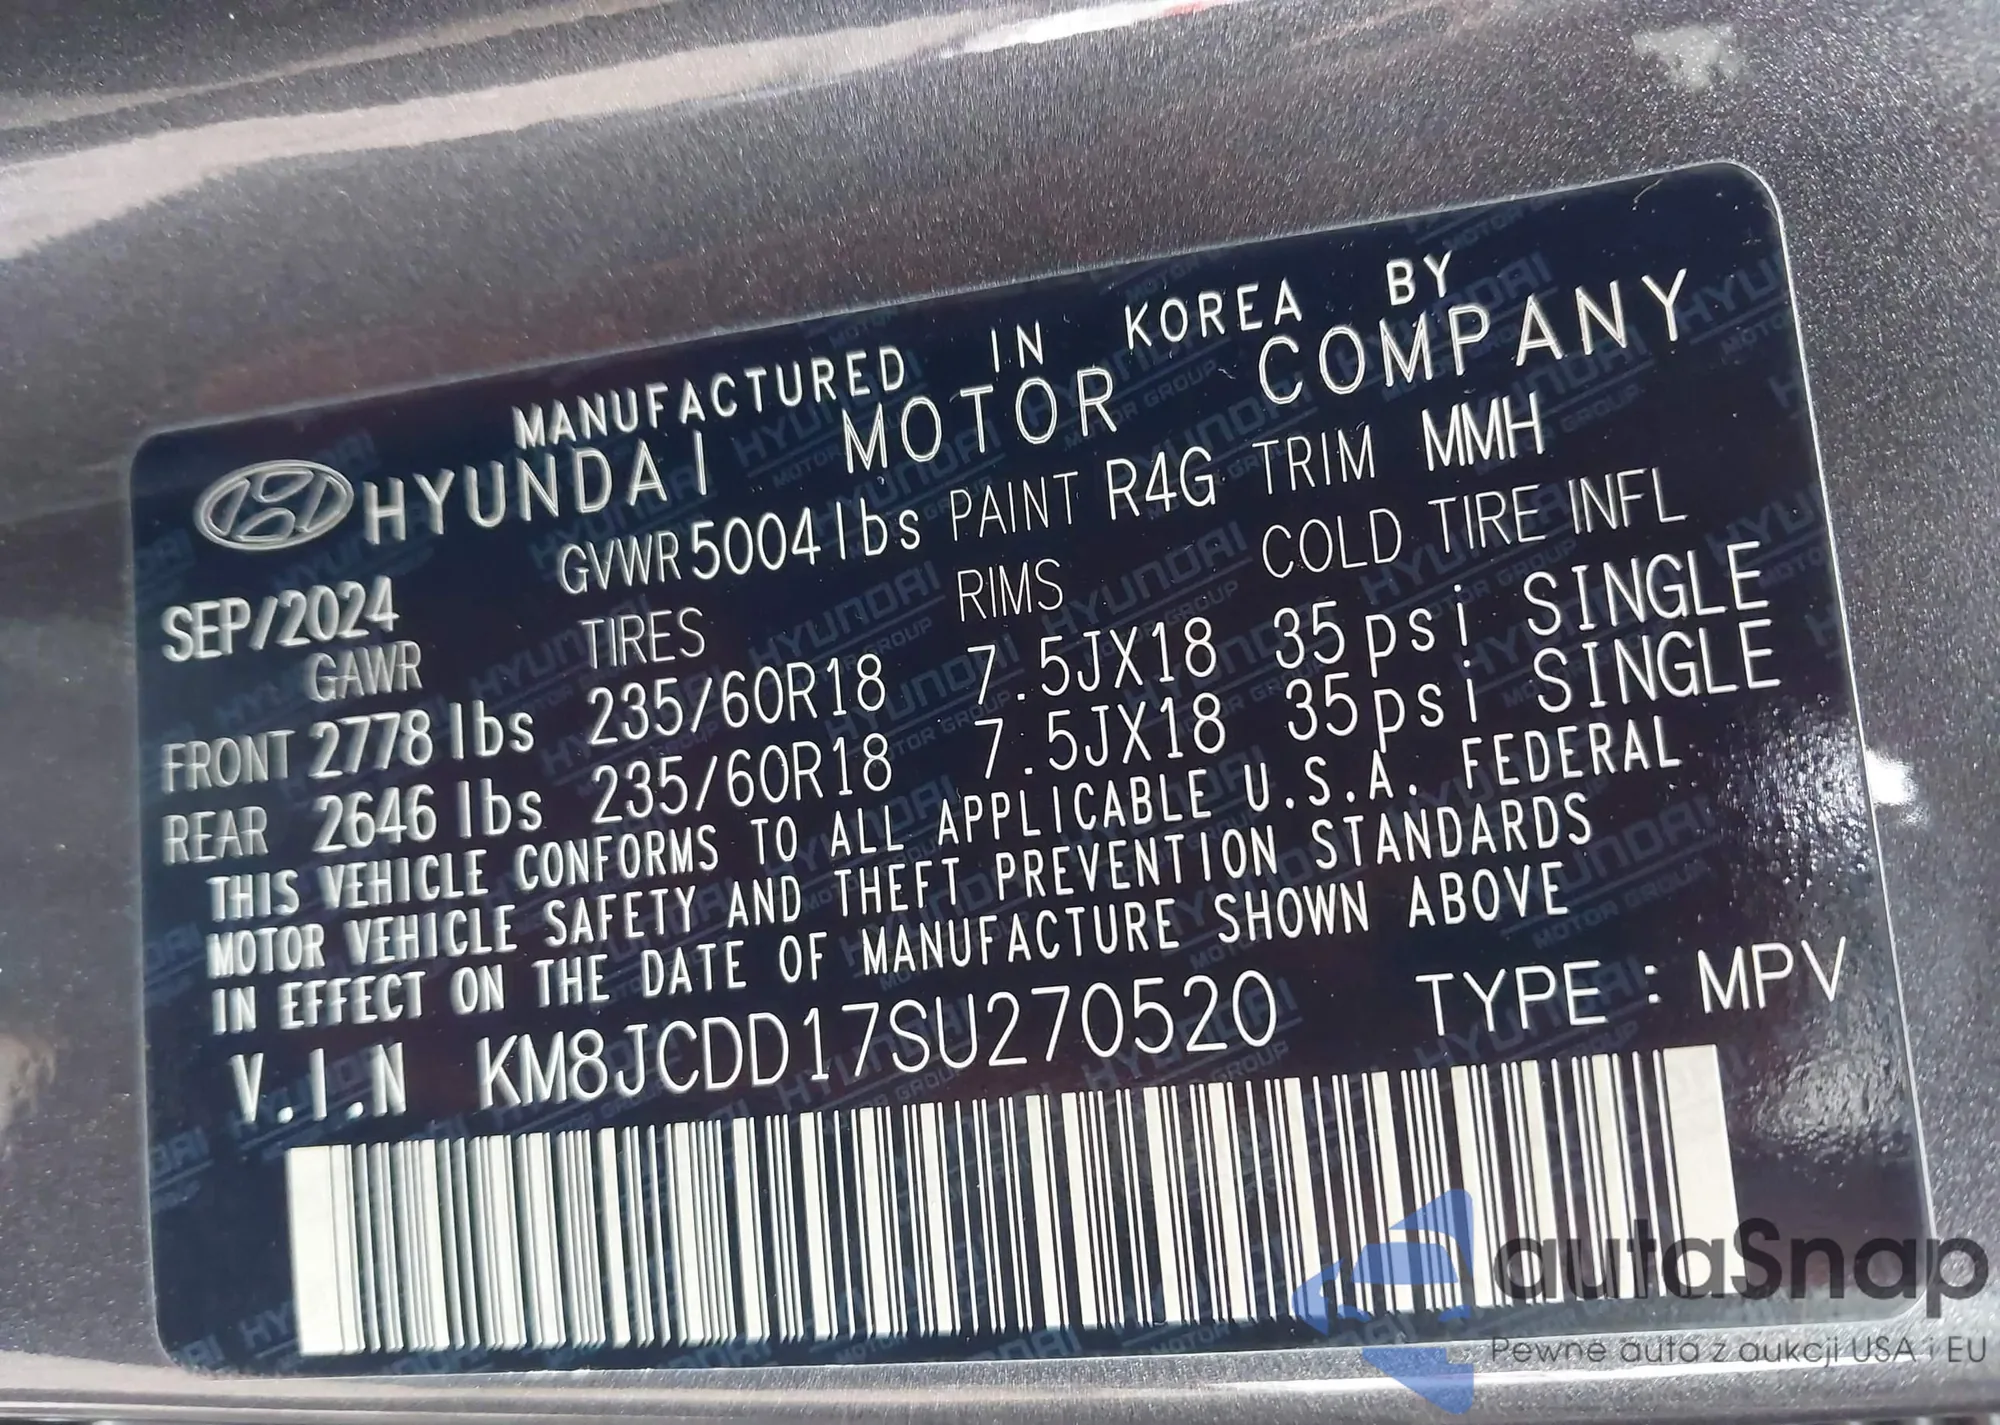 MANUFACTURED IN KOREA BY
HYUNDAI MOTOR COMPANY
SEP/2024 GVWR 5004 lbs PAINT R4G TRIM MMH
GAWR TIRES RIMS COLD TIRE INFL
FRONT 2778 lbs 235/60R18 7.5JX18 35psi SINGLE
REAR 2646 lbs 235/60R18 7.5JX18 35psi SINGLE
THIS VEHICLE CONFORMS TO ALL APPLICABLE U.S.A. FEDERAL
MOTOR VEHICLE SAFETY AND THEFT PREVENTION STANDARDS
IN EFFECT ON THE DATE OF MANUFACTURE SHOWN ABOVE
V.I.N KM8JCDD17SU270520 TYPE : MPV
autaSnap
Pewne auta z aukcji USA i EU